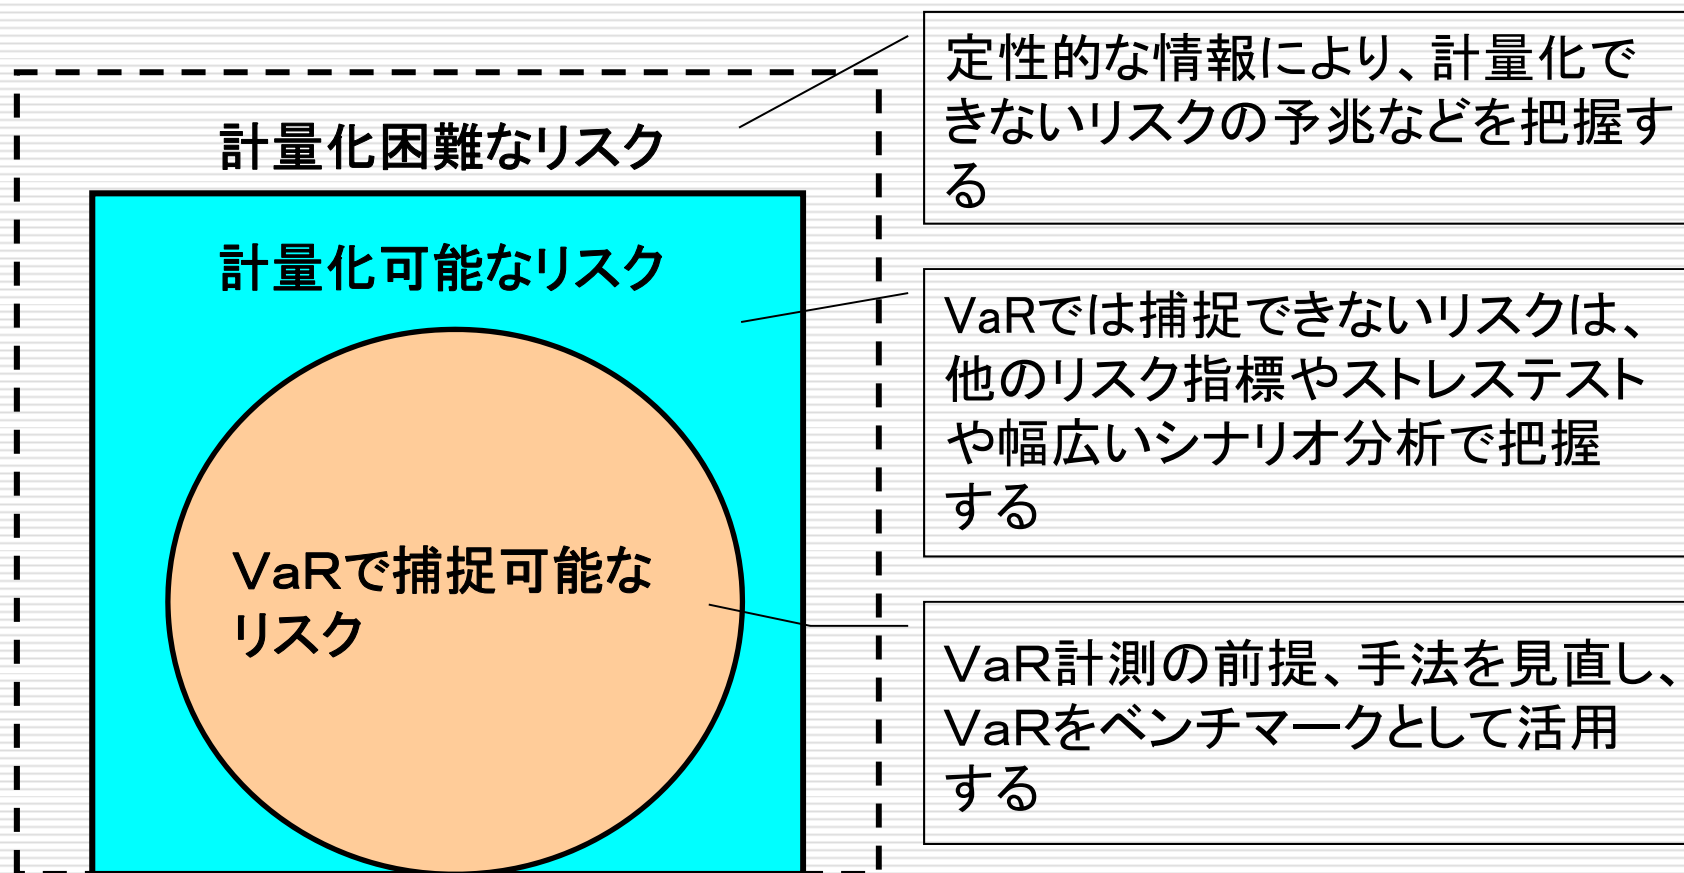 計量化困難なリスク
計量化可能なリスク
VaRで捕捉可能な
リスク
定性的な情報により、計量化で
きないリスクの予兆などを把握す
る
VaRでは捕捉できないリスクは、
他のリスク指標やストレステスト
や幅広いシナリオ分析で把握
する
VaR計測の前提、手法を見直し、
VaRをベンチマークとして活用
する